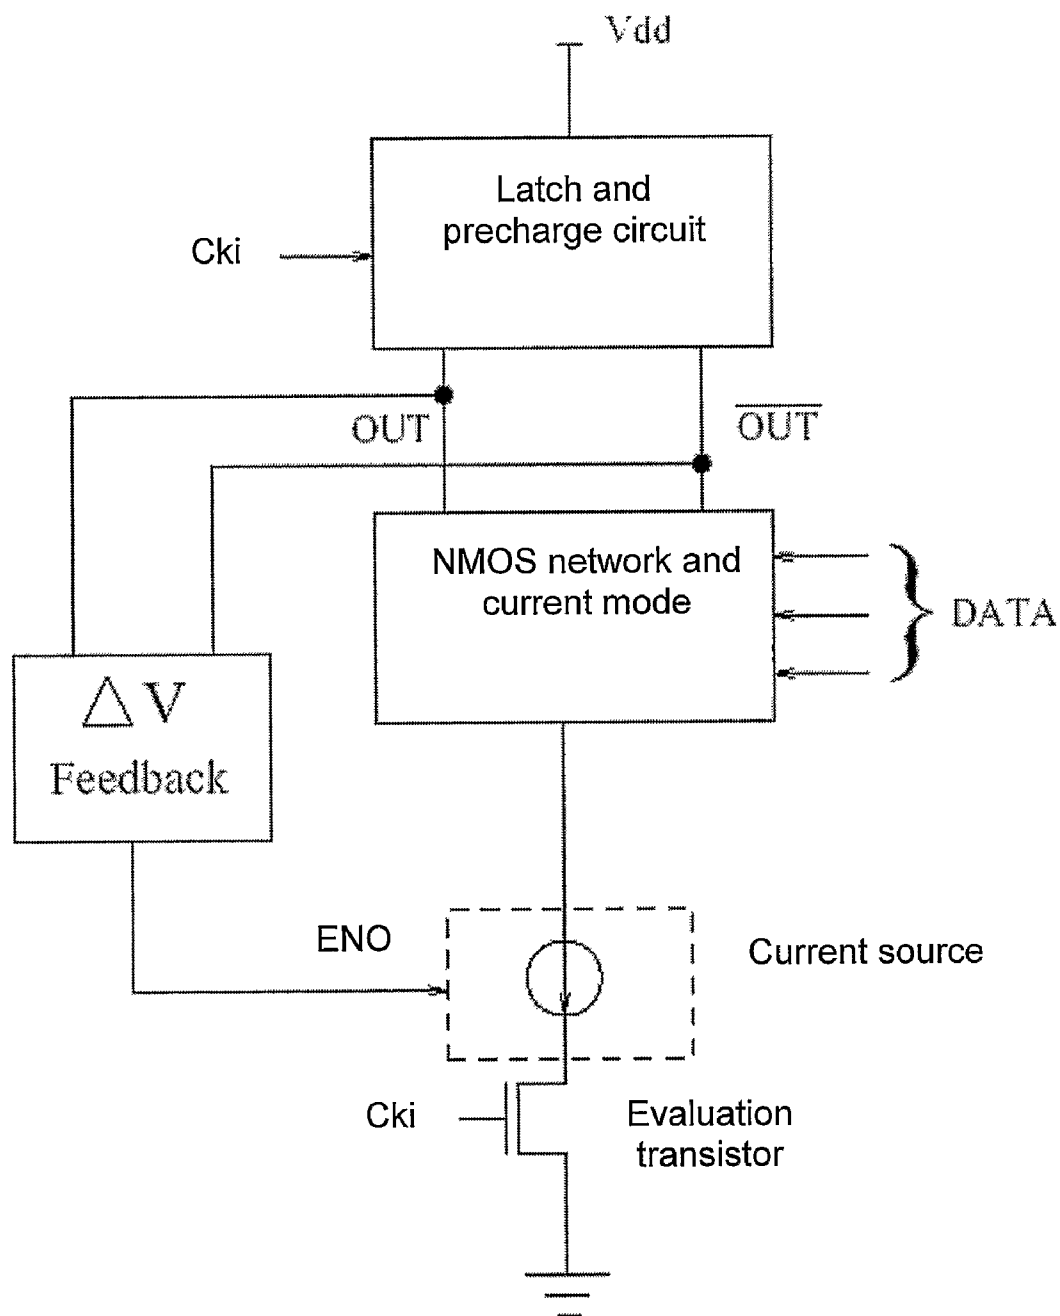 Vdd
Latch and
precharge circuit
Cki
OUT
OUT
NMOS network and
current mode
DATA
△ V
Feedback
ENO
Current source
Cki
Evaluation
transistor